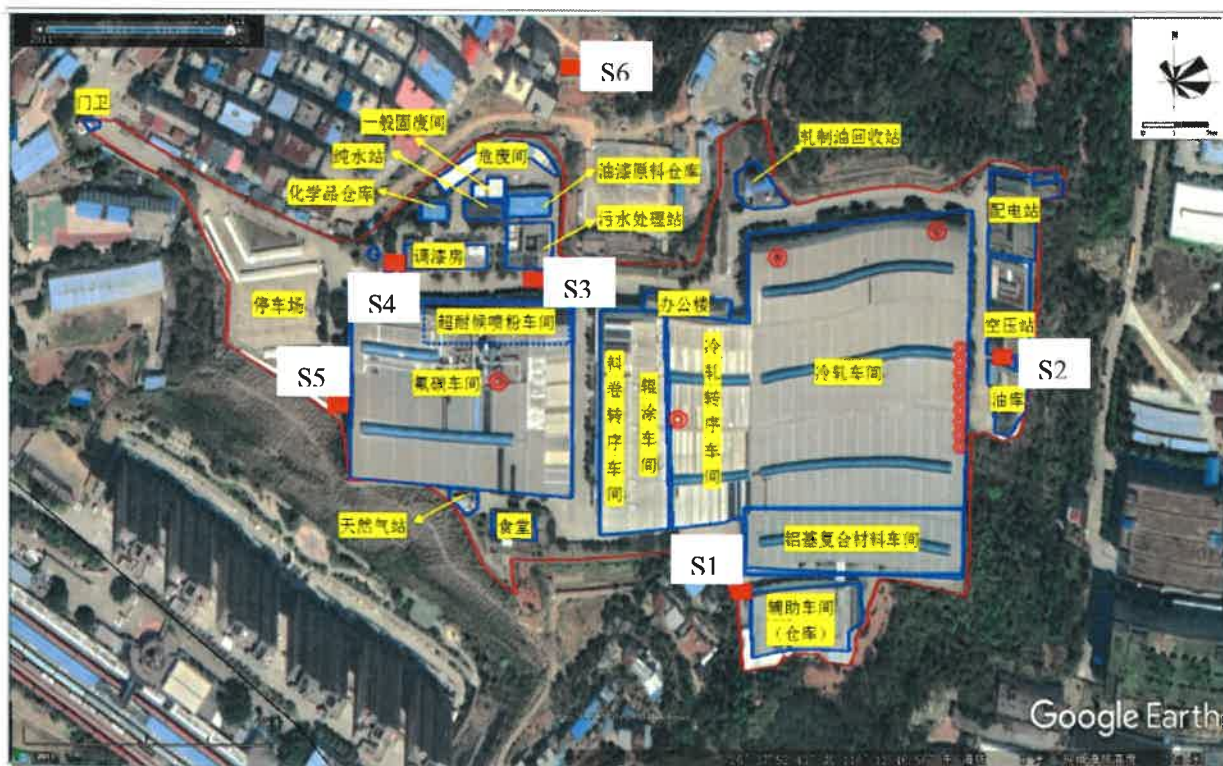 S6
门卫
一般固废间
纯水站
危废间
轧制油回收站
化学品仓库
油漆原料仓库
配电站
污水处理站
调漆房
S4
S3
停车场
办公楼
超耐候喷粉车间
空压站
S5
氟碳车间
料卷转序车间
辊涂车间
冷轧转序车间
冷轧车间
S2
油库
天然气站
食堂
铝基复合材料车间
S1
辅助车间
（仓库）
Google Earth